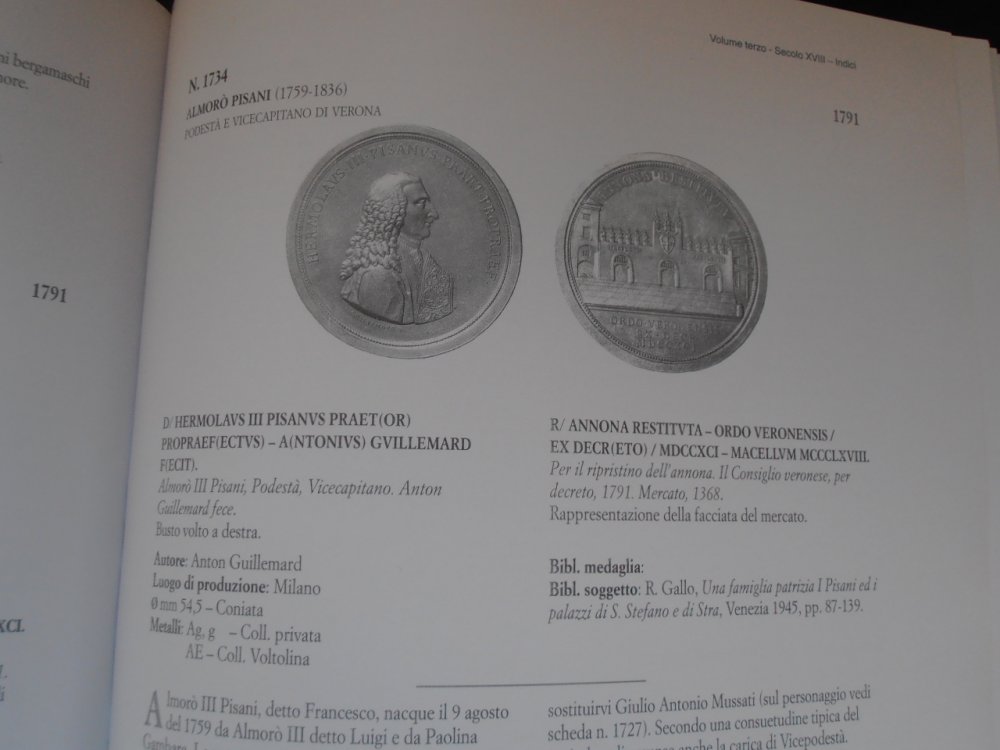 ni bergamaschi
nore.
1791
XCI.
Volume terzo - Secolo XVIII – Indici
N. 1734
ALMORÒ PISANI (1759-1836)
PODESTÀ E VICECAPITANO DI VERONA
1791
HERMOLAVS III PISANVS PRAET PROPRAEF
ANNONA RESTITVTA
ORDO VERONENSIS
EX DECR
MDCCXCI
D/ HERMOLAVS III PISANVS PRAET(OR)
PROPRAEF(ECTVS) – A(NTONIVS) GVILLEMARD
F(ECIT).
Almorò III Pisani, Podestà, Vicecapitano. Anton
Guillemard fece.
Busto volto a destra.
Autore: Anton Guillemard
Luogo di produzione: Milano
Ø mm 54,5 – Coniata
Metalli: Ag, g – Coll. privata
AE – Coll. Voltolina
R/ ANNONA RESTITVTA – ORDO VERONENSIS /
EX DECR(ETO) / MDCCXCI – MACELLVM MCCCLXVIII.
Per il ripristino dell'annona. Il Consiglio veronese, per
decreto, 1791. Mercato, 1368.
Rappresentazione della facciata del mercato.
Bibl. medaglia:
Bibl. soggetto: R. Gallo, Una famiglia patrizia I Pisani ed i
palazzi di S. Stefano e di Stra, Venezia 1945, pp. 87-139.
Almorò III Pisani, detto Francesco, nacque il 9 agosto
del 1759 da Almorò III detto Luigi e da Paolina
sostituirvi Giulio Antonio Mussati (sul personaggio vedi
scheda n. 1727). Secondo una consuetudine tipica del
anche la carica di Vicepodestà.